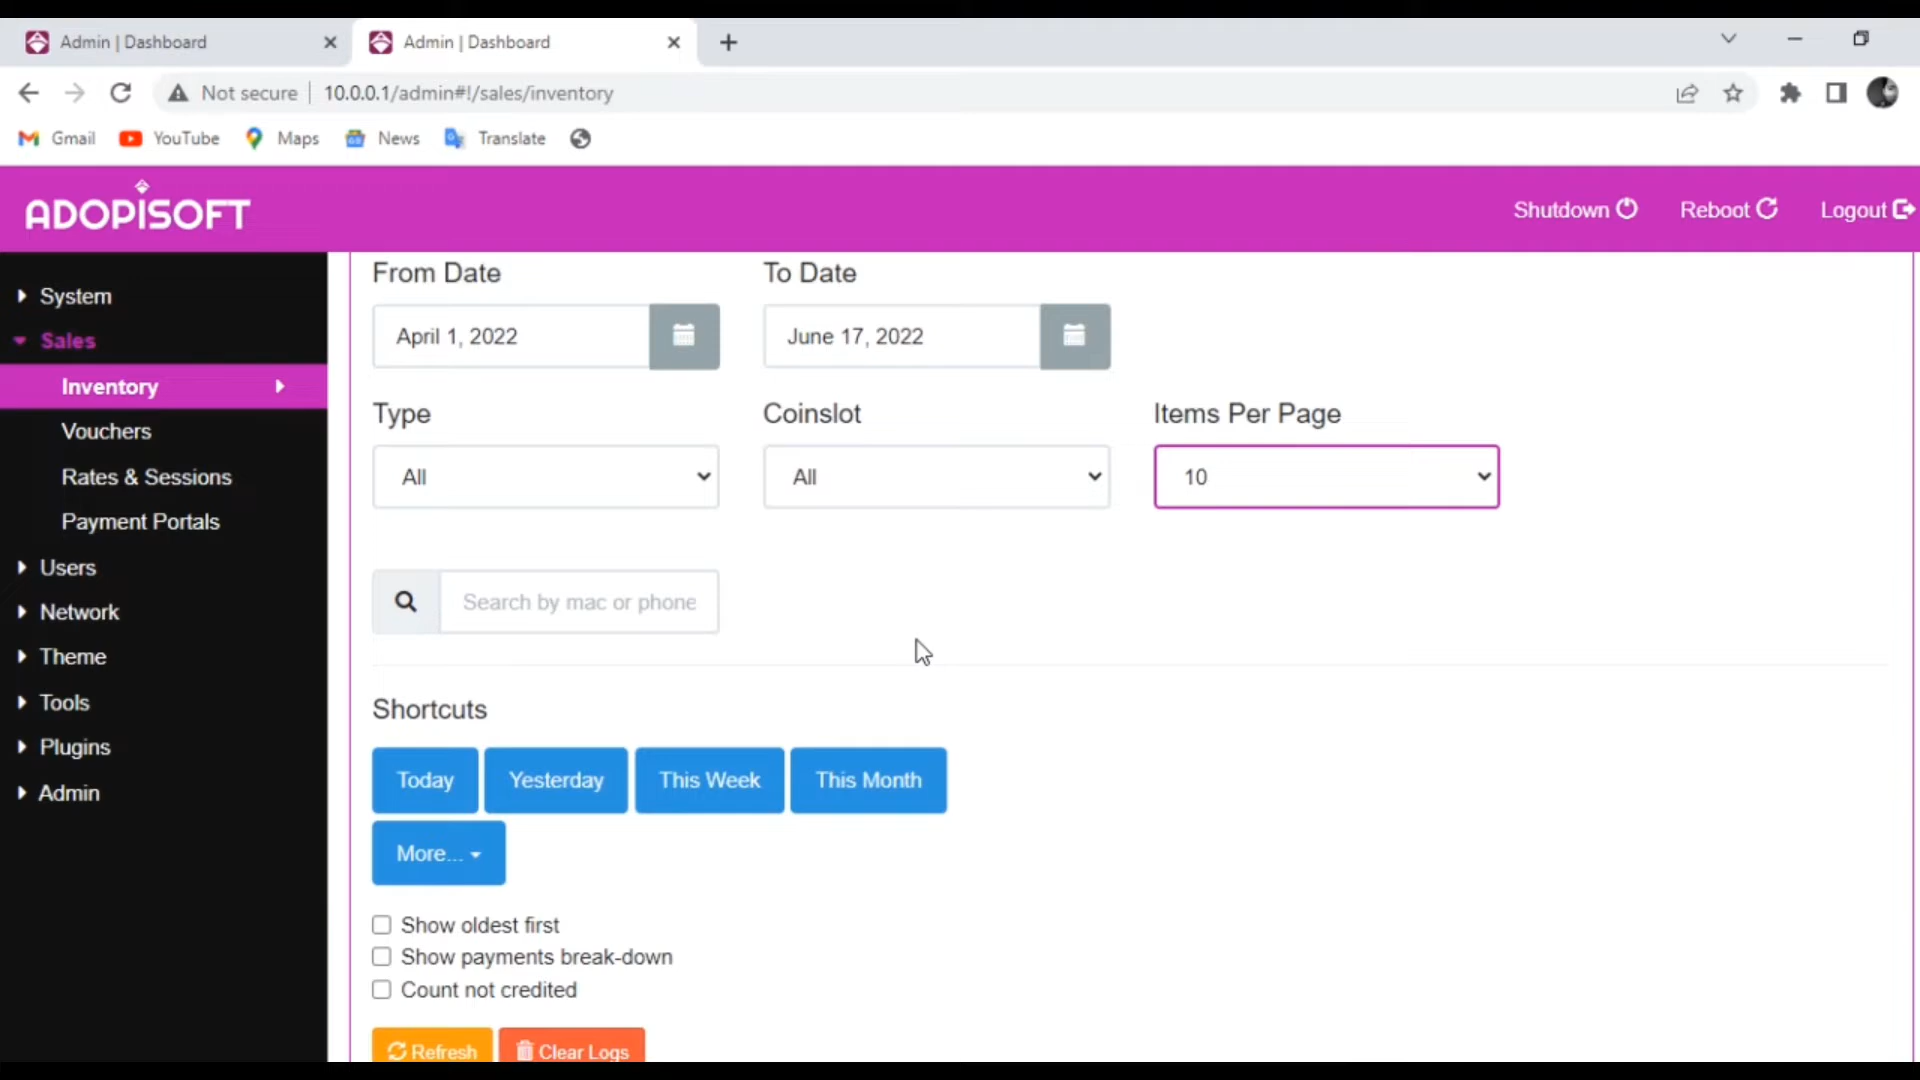 Admin | Dashboard
Admin | Dashboard
Not secure 10.0.0.1/admin#!/sales/inventory
Gmail YouTube Maps News Translate
ADOPISOFT
Shutdown Reboot Logout
System
Sales
Inventory
Vouchers
Rates & Sessions
Payment Portals
Users
Network
Theme
Tools
Plugins
Admin
From Date To Date
April 1, 2022 June 17, 2022
Type Coinslot Items Per Page
All All 10
Search by mac or phone
Shortcuts
Today Yesterday This Week This Month
More...
Show oldest first
Show payments break-down
Count not credited
Refresh Clear Logs